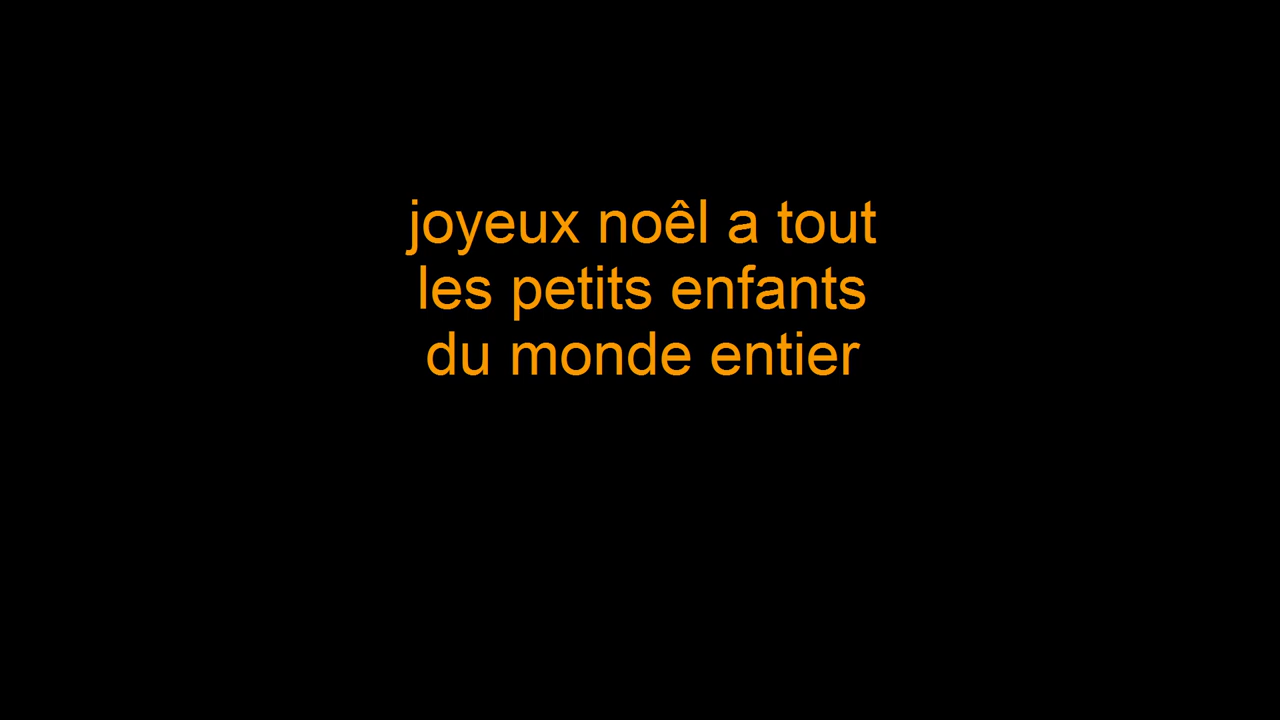 joyeux noêl a tout
les petits enfants
du monde entier